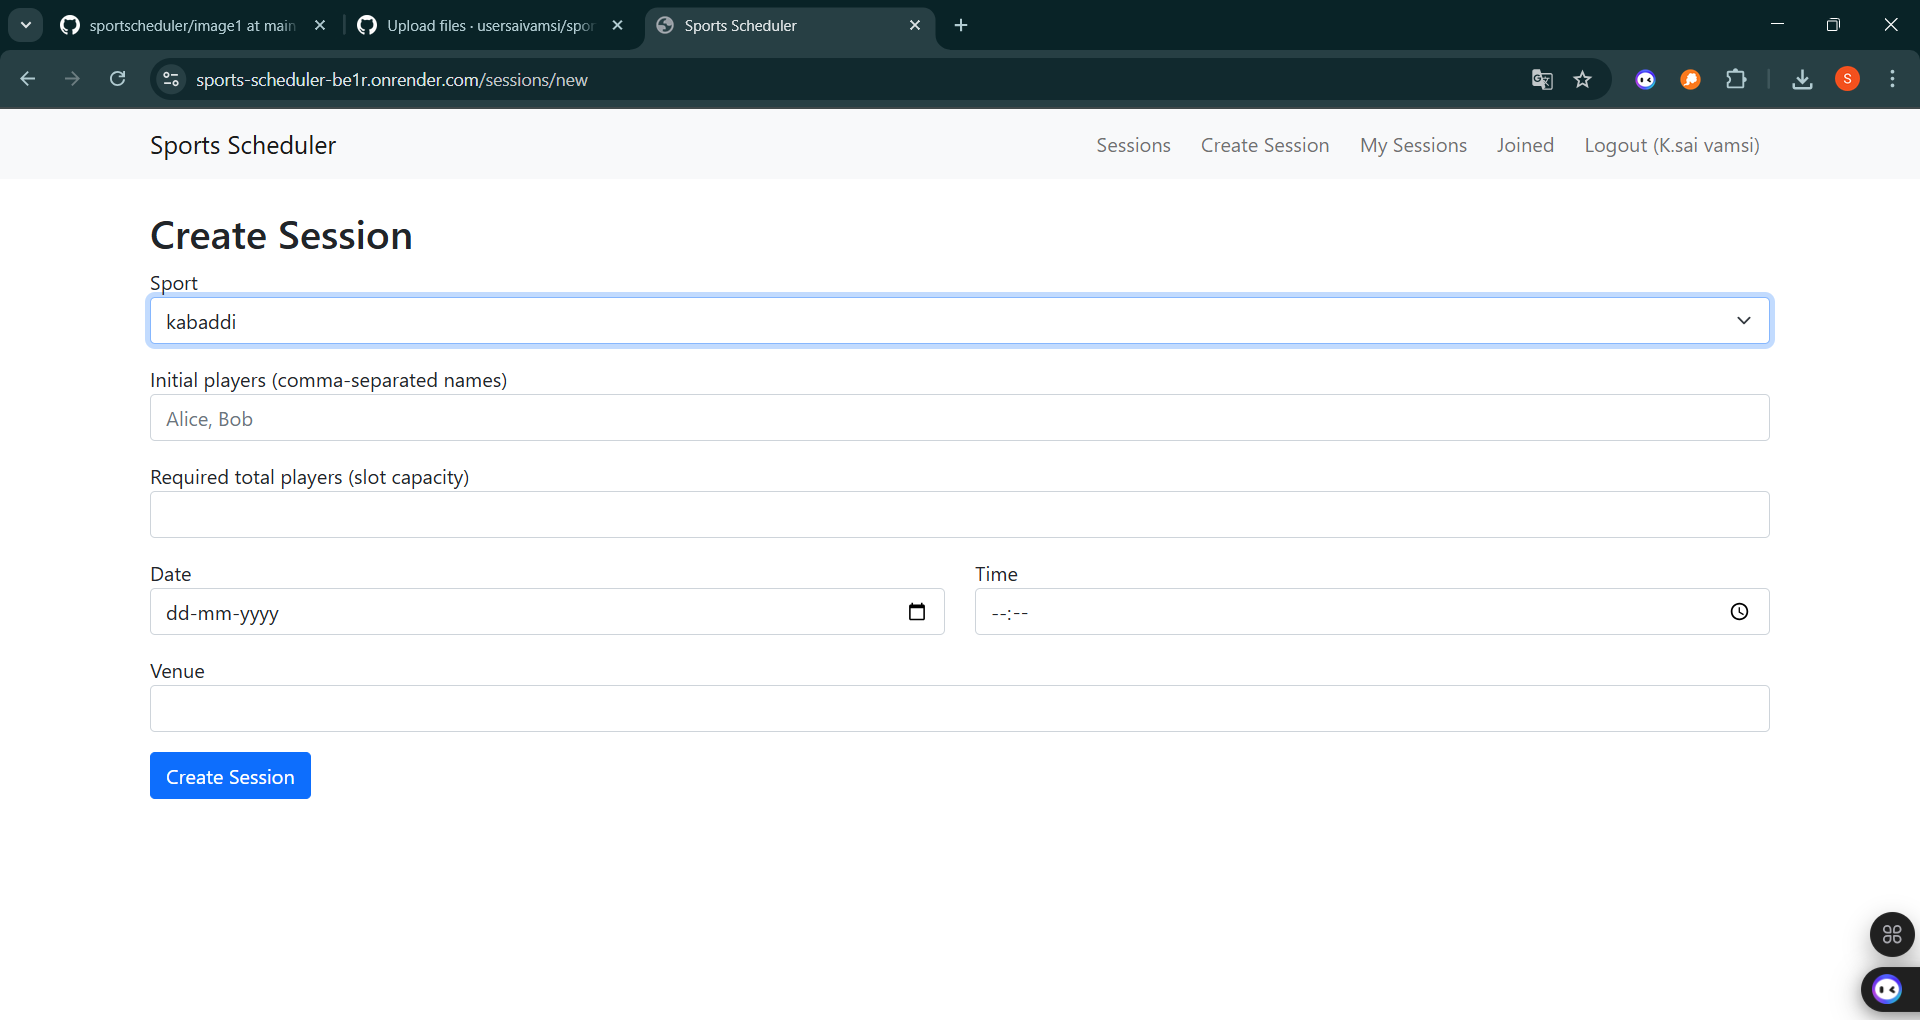 sportscheduler/image1 at main
Upload files · usersaivamsi/spor
Sports Scheduler
sports-scheduler-be1r.onrender.com/sessions/new
S
Sports Scheduler
Sessions
Create Session
My Sessions
Joined
Logout (K.sai vamsi)
Create Session
Sport
kabaddi
Initial players (comma-separated names)
Alice, Bob
Required total players (slot capacity)
Date
Time
dd-mm-yyyy
--:--
Venue
Create Session